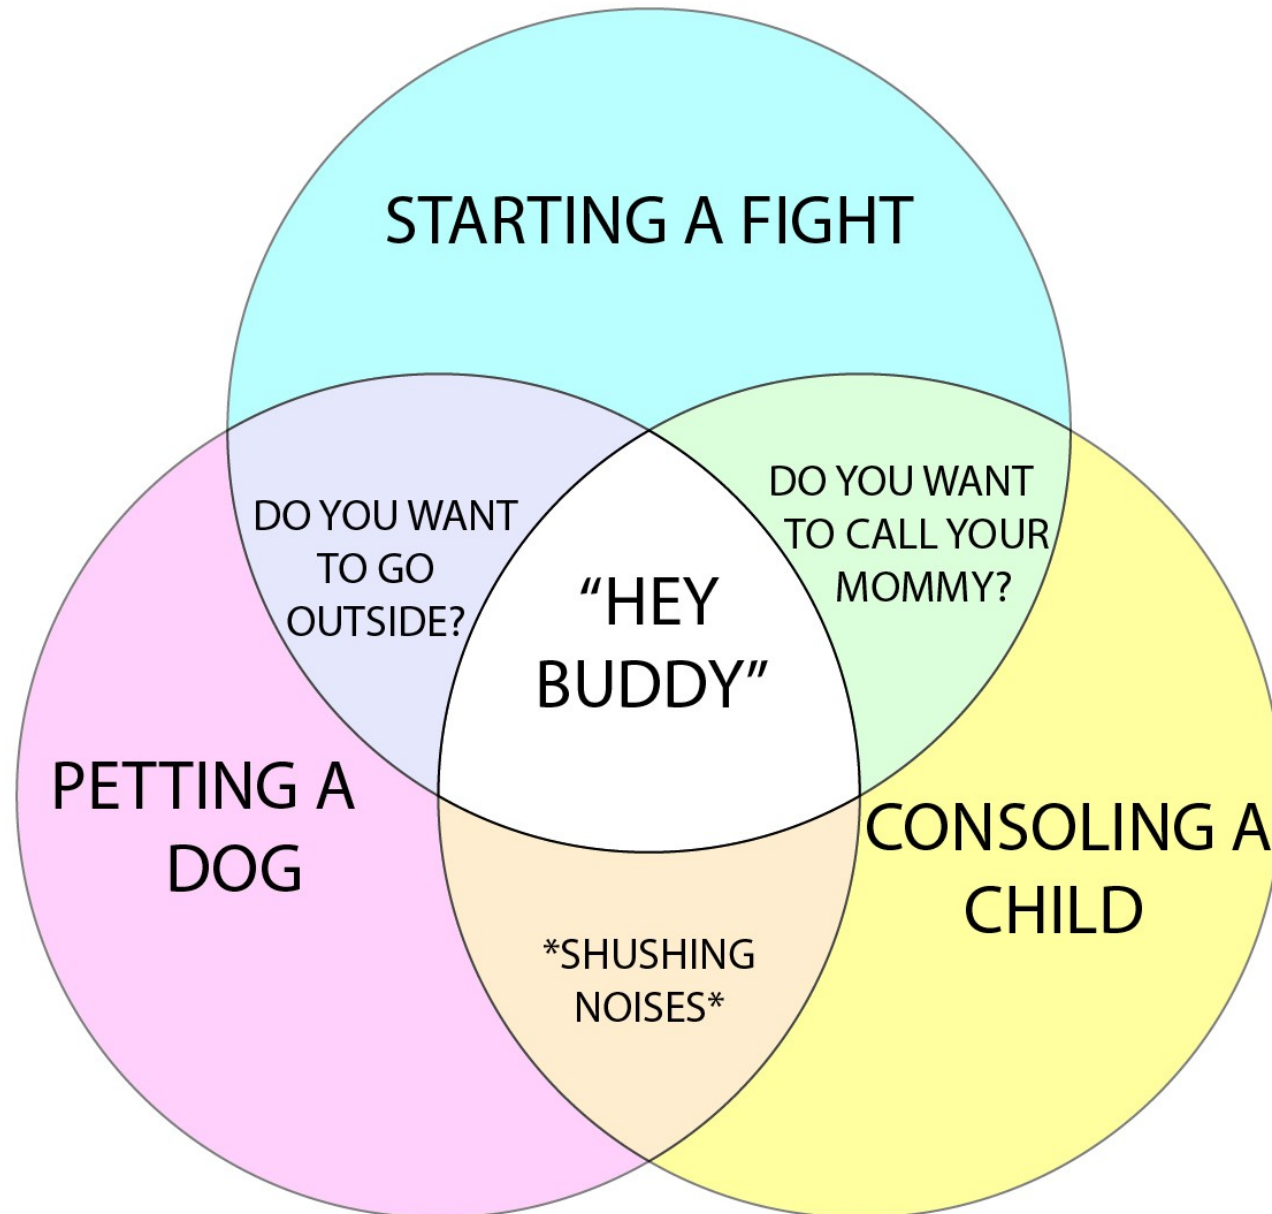 STARTING A FIGHT
DO YOU WANT
TO GO
OUTSIDE?
DO YOU WANT
TO CALL YOUR
MOMMY?
“HEY
BUDDY”
PETTING A
DOG
CONSOLING A
CHILD
*SHUSHING
NOISES*